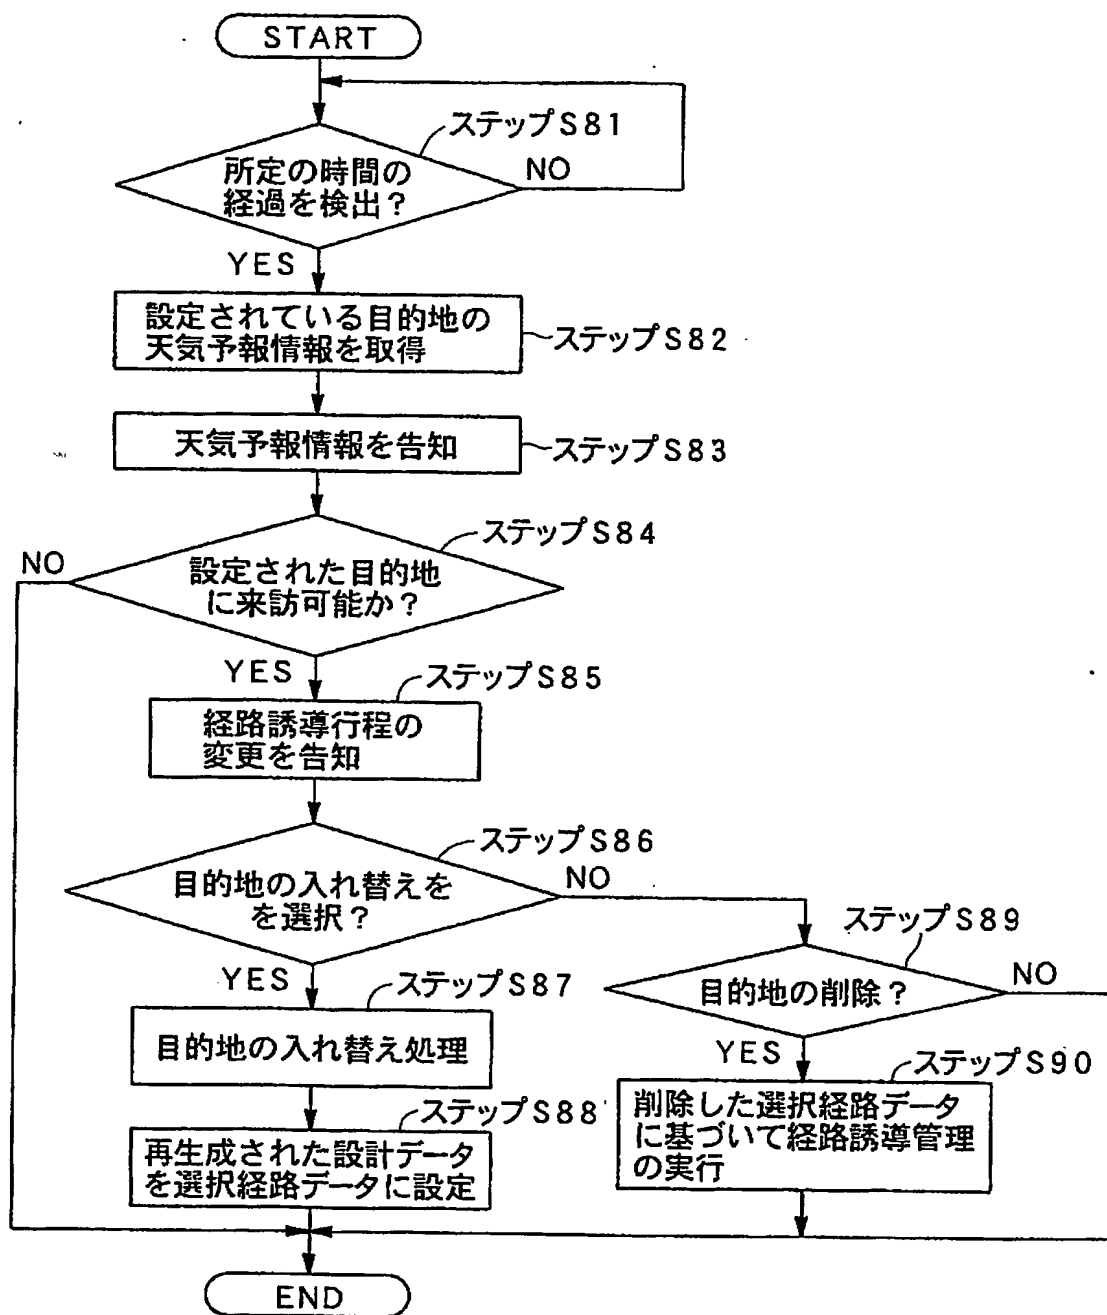 START
ステップS81
所定の時間の
経過を検出？
NO
YES
設定されている目的地の
天気予報情報を取得
ステップS82
天気予報情報を告知
ステップS83
ステップS84
NO
設定された目的地
に来訪可能か？
YES
ステップS85
経路誘導行程の
変更を告知
ステップS86
目的地の入れ替えを
を選択？
NO
YES
ステップS87
目的地の入れ替え処理
ステップS88
再生成された設計データ
を選択経路データに設定
ステップS89
目的地の削除？
NO
YES
ステップS90
削除した選択経路データ
に基づいて経路誘導管理
の実行
END